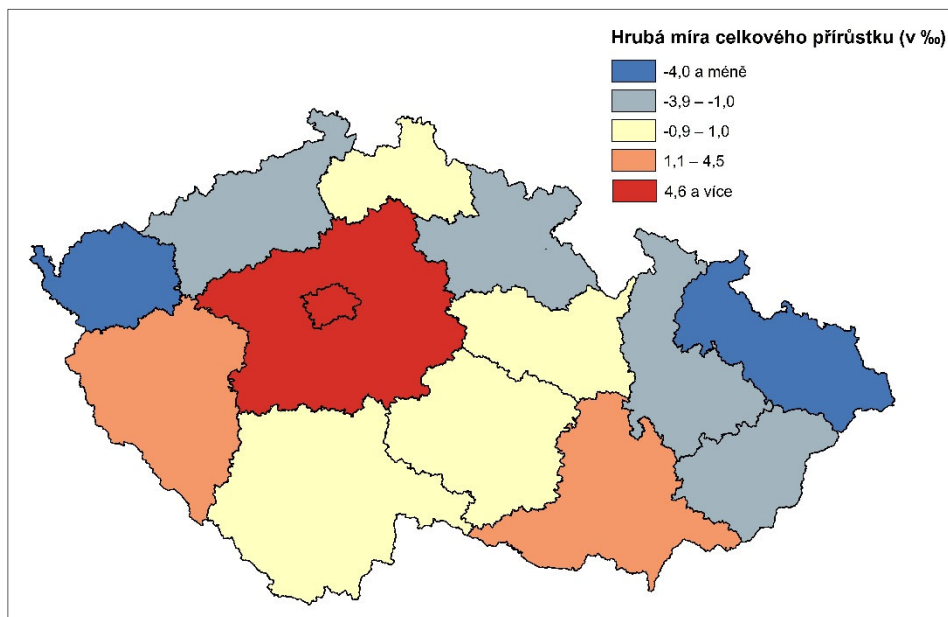 Hrubá míra celkového přírůstku (v ‰)
-4,0 a méně
-3,9 – -1,0
-0,9 – 1,0
1,1 – 4,5
4,6 a více